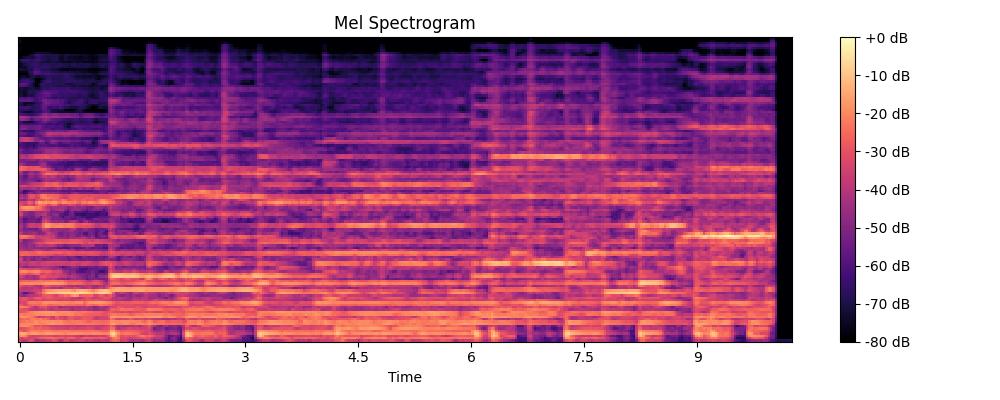 Mel Spectrogram
+0 dB
-10 dB
-20 dB
-30 dB
-40 dB
-50 dB
-60 dB
-70 dB
-80 dB
0 1.5 3 4.5 6 7.5 9
Time